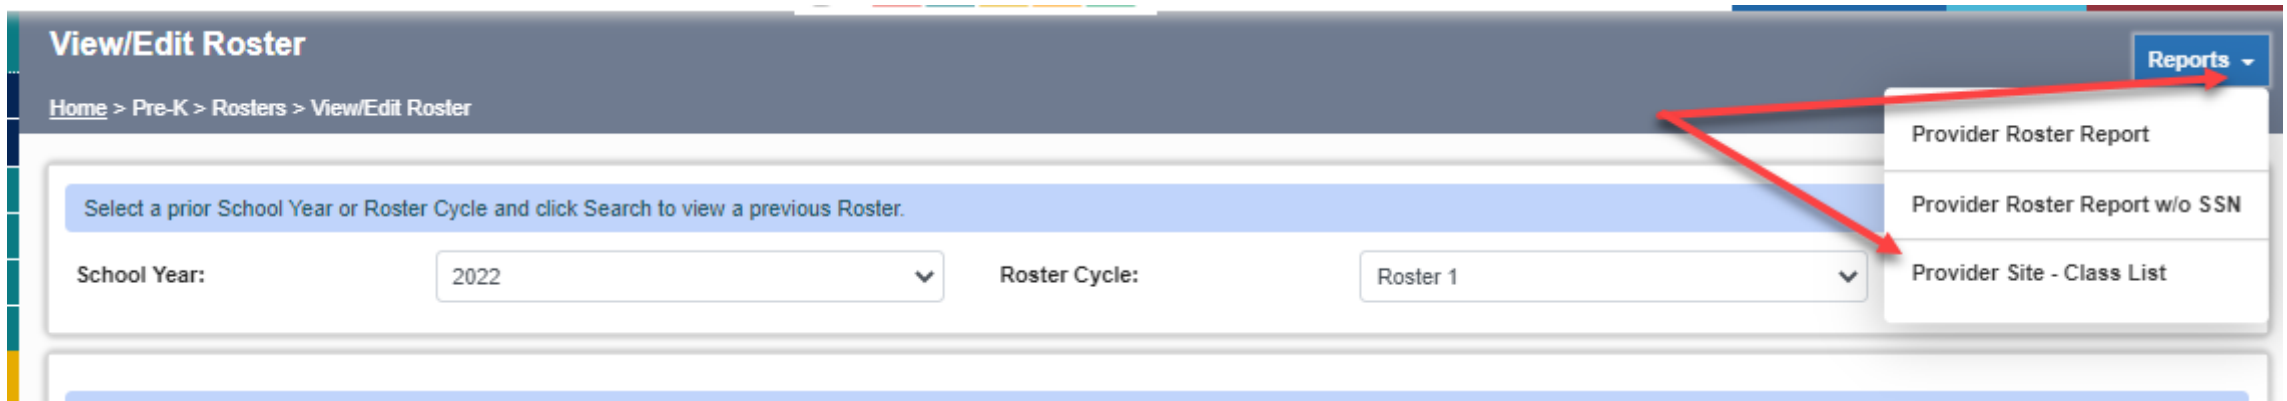 View/Edit Roster
Reports
Home > Pre-K > Rosters > View/Edit Roster
Provider Roster Report
Provider Roster Report w/o SSN
Provider Site - Class List
Select a prior School Year or Roster Cycle and click Search to view a previous Roster.
School Year:
2022
Roster Cycle:
Roster 1